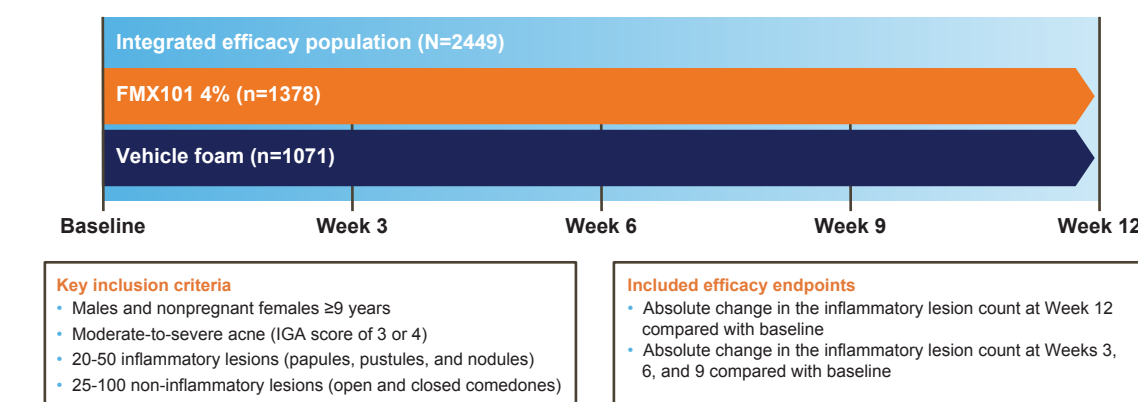 Integrated efficacy population (N=2449)
FMX101 4% (n=1378)
Vehicle foam (n=1071)
Baseline
Week 3
Week 6
Week 9
Week 12
Key inclusion criteria
• Males and nonpregnant females ≥9 years
• Moderate-to-severe acne (IGA score of 3 or 4)
• 20-50 inflammatory lesions (papules, pustules, and nodules)
• 25-100 non-inflammatory lesions (open and closed comedones)
Included efficacy endpoints
• Absolute change in the inflammatory lesion count at Week 12
compared with baseline
• Absolute change in the inflammatory lesion count at Weeks 3,
6, and 9 compared with baseline